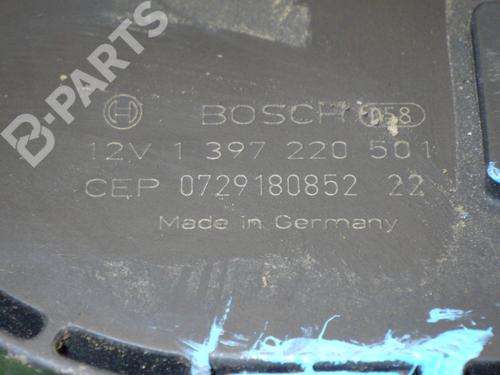 B-PARTS
BOSCH 058
12V 1 397 220 501
CEP 0729180852 22
Made in Germany